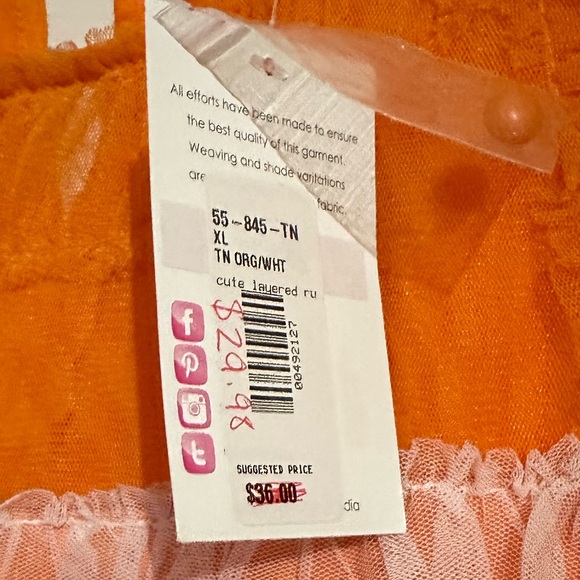 All efforts have been made to ensure
the best quality of this garment.
Weaving and shade variations
are
fabric.
55-845-TN
XL
TN ORG/WHT
cute layered ru
$29.98
00492127
SUGGESTED PRICE
$36.00
dia